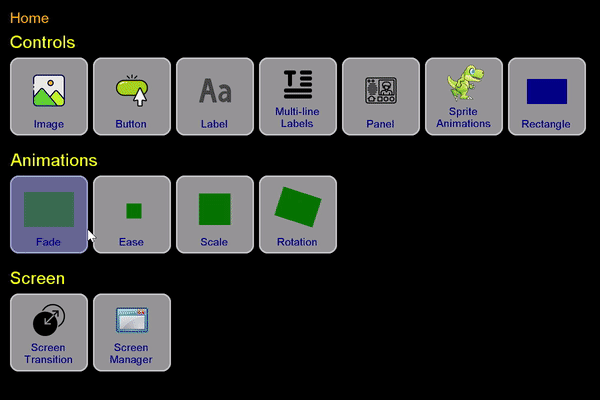 Home
Controls
Image
Button
Aa
Label
T
Multi-line
Labels
Panel
Sprite
Animations
Rectangle
Animations
Fade
Ease
Scale
Rotation
Screen
Screen
Transition
Screen
Manager